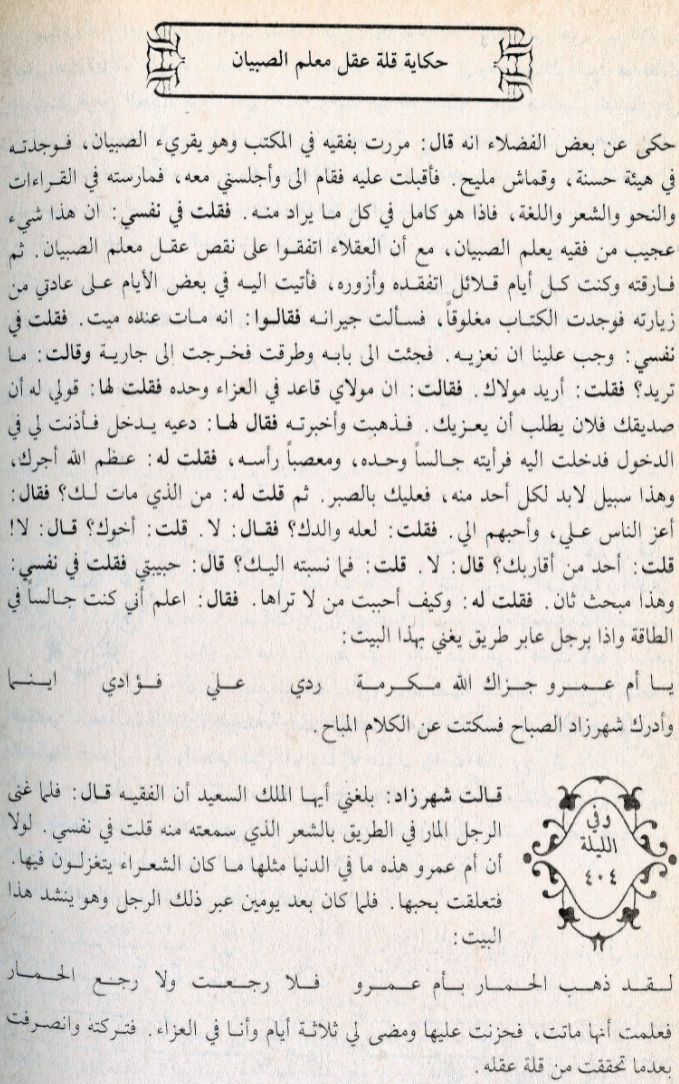 حكاية قلة عقل معلم الصبيان
حكى عن بعض الفضلاء انه قال: مررت بفقيه في المكتب وهو يقريء الصبيان، فوجدته
في هيئة حسنة، وقماش مليح. فأقبلت عليه فقام الى وأجلسني معه، فمارسته في القراءات
والنحو والشعر واللغة، فاذا هو كامل في كل ما يراد منه. فقلت في نفسي: ان هذا شيء
عجيب من فقيه يعلم الصبيان، مع أن العقلاء اتفقوا على نقص عقل معلم الصبيان. ثم
فارقته وكنت كل أيام قلائل اتفقده وأزوره، فأتيت اليه في بعض الأيام على عادتي من
زيارته فوجدت الكتاب مغلوقاً، فسألت جيرانه فقالوا: انه مات عنده ميت. فقلت في
نفسي: وجب علينا ان نعزيه. فجئت الى بابه وطرقت فخرجت إلى جارية وقالت: ما
تريد؟ فقلت: أريد مولاك. فقالت: ان مولاي قاعد في العزاء وحده فقلت لها: قولي له أن
صديقك فلان يطلب أن يعزيك. فذهبت وأخبرته فقال لها: دعيه يدخل فأذنت لي في
الدخول فدخلت اليه فرأيته جالساً وحده، ومعصباً رأسه، فقلت له: عظم الله أجرك،
وهذا سبيل لابد لكل أحد منه، فعليك بالصبر. ثم قلت له: من الذي مات لك؟ فقال:
أعز الناس علي، وأحبهم الي. فقلت: لعله والدك؟ فقال: لا. قلت: أخوك؟ قال: لا!
قلت: أحد من أقاربك؟ قال: لا. قلت: فما نسبته اليك؟ قال: حبيبتي فقلت في نفسي:
وهذا مبحث ثان. فقلت له: وكيف أحببت من لا تراها. فقال: اعلم أني كنت جالساً في
الطاقة واذا برجل عابر طريق يغني بهذا البيت:
يا أم عمرو جزاك الله مكرمة ردي علي فؤادي اينما
وأدرك شهرزاد الصباح فسكتت عن الكلام المباح.
وفي
الليلة
٤٠٤
قالت شهرزاد: بلغني أيها الملك السعيد أن الفقيه قال: فلما غنى
الرجل المار في الطريق بالشعر الذي سمعته منه قلت في نفسي. لولا
أن أم عمرو هذه ما في الدنيا مثلها ما كان الشعراء يتغزلون فيها.
فتعلقت بحبها. فلما كان بعد يومين عبر ذلك الرجل وهو ينشد هذا
البيت:
لقد ذهب الحمار بأم عمرو فلا رجعت ولا رجع الحمار
فعلمت أنها ماتت، فحزنت عليها ومضى لي ثلاثة أيام وأنا في العزاء. فتركته وانصرفت
بعدما تحققت من قلة عقله.